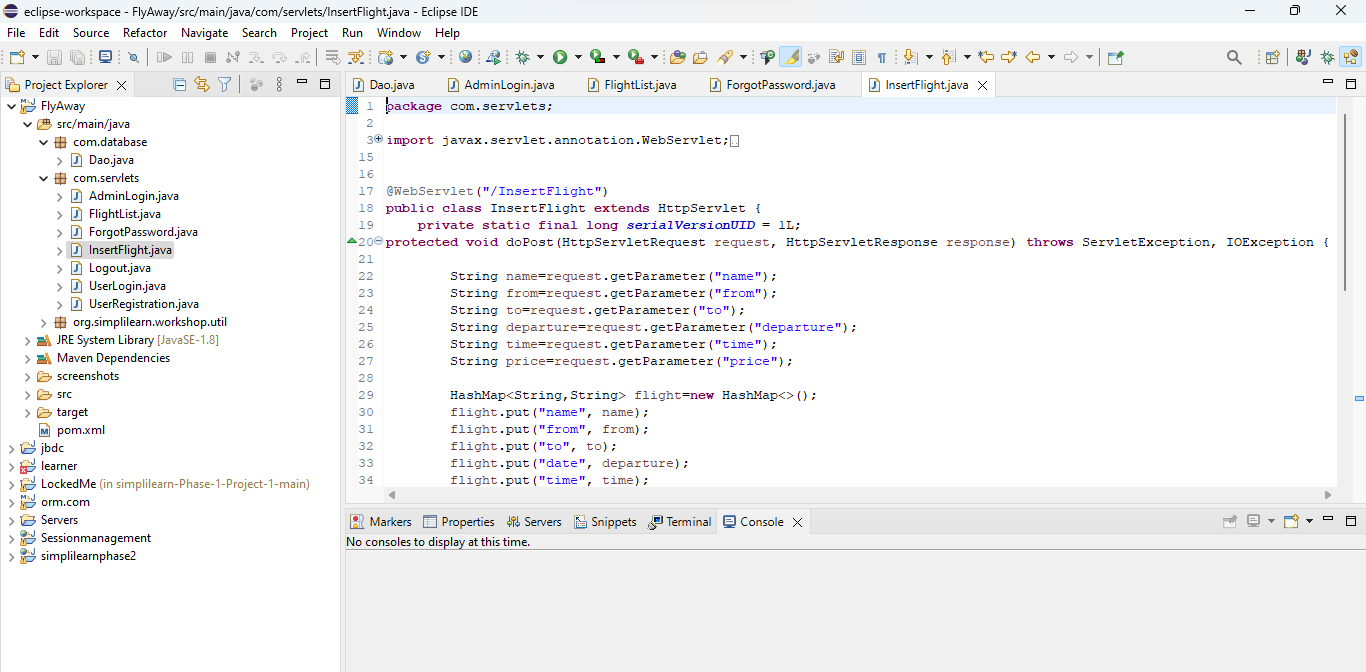 eclipse-workspace - FlyAway/src/main/java/com/servlets/InsertFlight.java - Eclipse IDE
File Edit Source Refactor Navigate Search Project Run Window Help
Project Explorer
FlyAway
src/main/java
com.database
Dao.java
com.servlets
AdminLogin.java
FlightList.java
ForgotPassword.java
InsertFlight.java
Logout.java
UserLogin.java
UserRegistration.java
org.simplilearn.workshop.util
JRE System Library [JavaSE-1.8]
Maven Dependencies
screenshots
src
target
pom.xml
jbdc
learner
LockedMe (in simplilearn-Phase-1-Project-1-main)
orm.com
Servers
Sessionmanagement
simplilearnphase2
Dao.java AdminLogin.java FlightList.java ForgotPassword.java InsertFlight.java
1 package com.servlets;
2
3 import javax.servlet.annotation.WebServlet;
15
16
17 @WebServlet("/InsertFlight")
18 public class InsertFlight extends HttpServlet {
19 private static final long serialVersionUID = 1L;
20 protected void doPost(HttpServletRequest request, HttpServletResponse response) throws ServletException, IOException {
21
22 String name=request.getParameter("name");
23 String from=request.getParameter("from");
24 String to=request.getParameter("to");
25 String departure=request.getParameter("departure");
26 String time=request.getParameter("time");
27 String price=request.getParameter("price");
28
29 HashMap<String,String> flight=new HashMap<>();
30 flight.put("name", name);
31 flight.put("from", from);
32 flight.put("to", to);
33 flight.put("date", departure);
34 flight.put("time", time);
Markers Properties Servers Snippets Terminal Console
No consoles to display at this time.